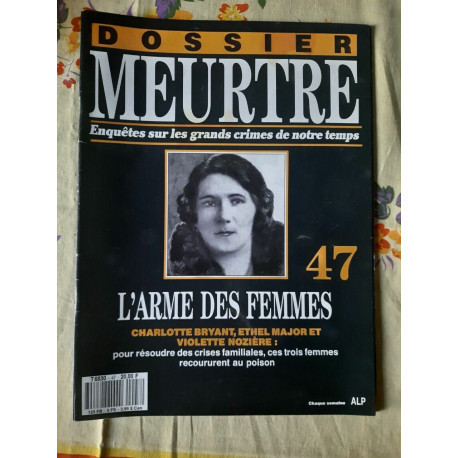 DOSSIER
MEURTRE
Enquêtes sur les grands crimes de notre temps
47
L'ARME DES FEMMES
CHARLOTTE BRYANT, ETHEL MAJOR ET
VIOLETTE NOZIÈRE :
pour résoudre des crises familiales, ces trois femmes
recoururent au poison
Chaque semaine ALP